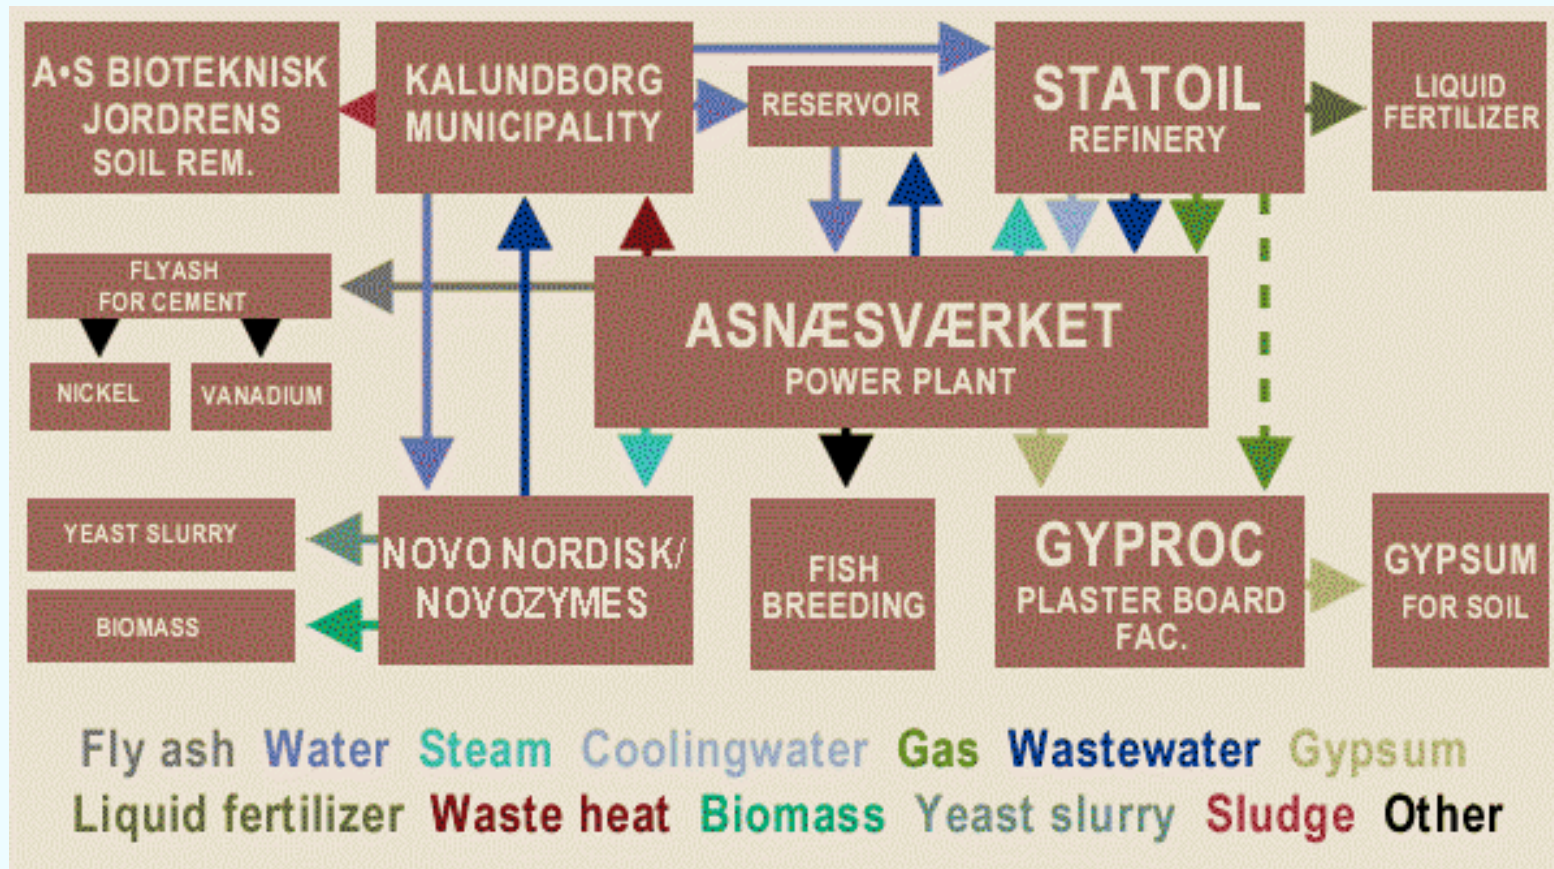 A•S BIOTEKNISK
JORDRENS
SOIL REM.
KALUNDBORG
MUNICIPALITY
RESERVOIR
STATOIL
REFINERY
LIQUID
FERTILIZER
FLYASH
FOR CEMENT
NICKEL
VANADIUM
ASNÆSVÆRKET
POWER PLANT
YEAST SLURRY
BIOMASS
NOVO NORDISK/
NOVOZYMES
FISH
BREEDING
GYPROC
PLASTER BOARD
FAC.
GYPSUM
FOR SOIL
Fly ash Water Steam Coolingwater Gas Wastewater Gypsum
Liquid fertilizer Waste heat Biomass Yeast slurry Sludge Other